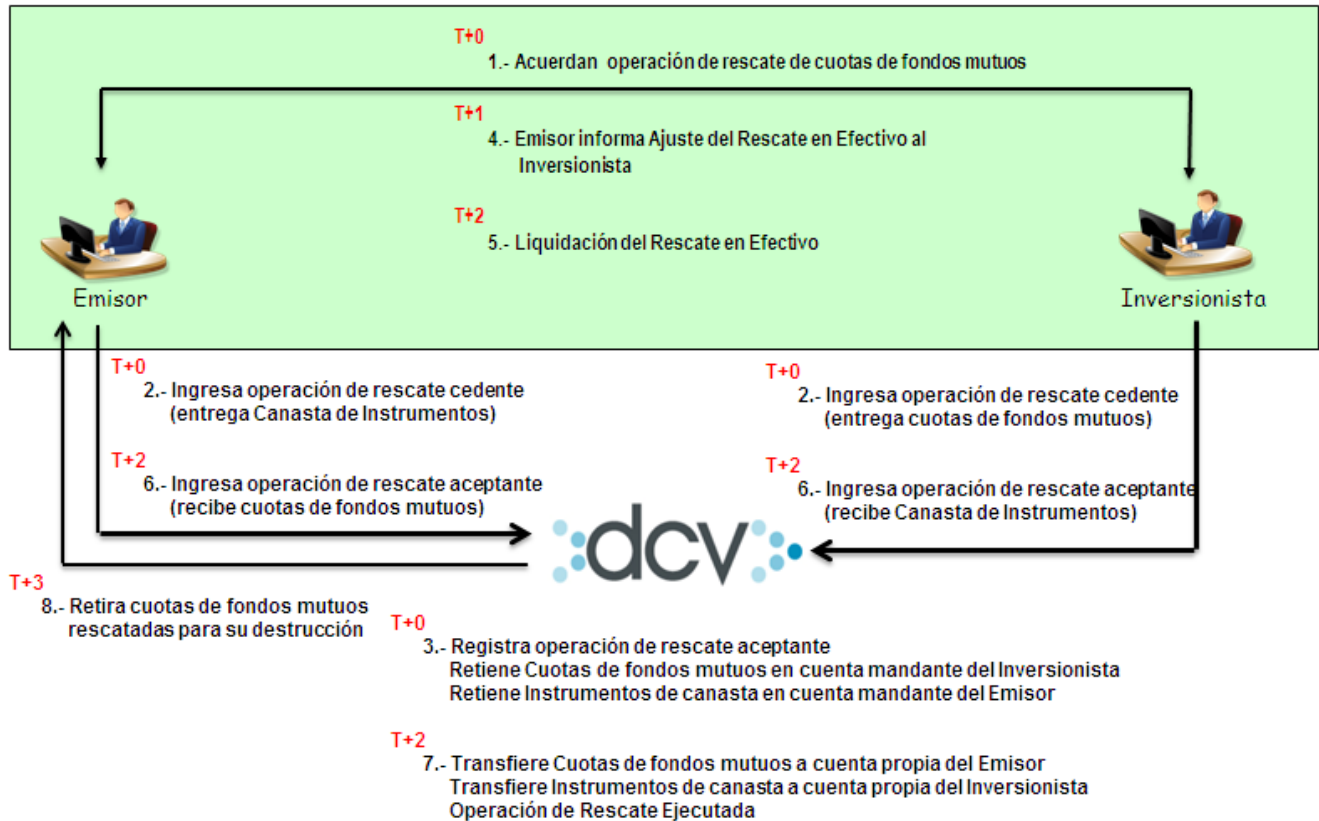 T+0
1.- Acuerdan operación de rescate de cuotas de fondos mutuos
T+1
4.- Emisor informa Ajuste del Rescate en Efectivo al
Inversionista
T+2
5.- Liquidación del Rescate en Efectivo
Emisor
Inversionista
T+0
2.- Ingresa operación de rescate cedente
(entrega Canasta de Instrumentos)
T+2
6.- Ingresa operación de rescate aceptante
(recibe cuotas de fondos mutuos)
T+0
2.- Ingresa operación de rescate cedente
(entrega cuotas de fondos mutuos)
T+2
6.- Ingresa operación de rescate aceptante
(recibe Canasta de Instrumentos)
dcv
T+3
8.- Retira cuotas de fondos mutuos
rescatadas para su destrucción
T+0
3.- Registra operación de rescate aceptante
Retiene Cuotas de fondos mutuos en cuenta mandante del Inversionista
Retiene Instrumentos de canasta en cuenta mandante del Emisor
T+2
7.- Transfiere Cuotas de fondos mutuos a cuenta propia del Emisor
Transfiere Instrumentos de canasta a cuenta propia del Inversionista
Operación de Rescate Ejecutada